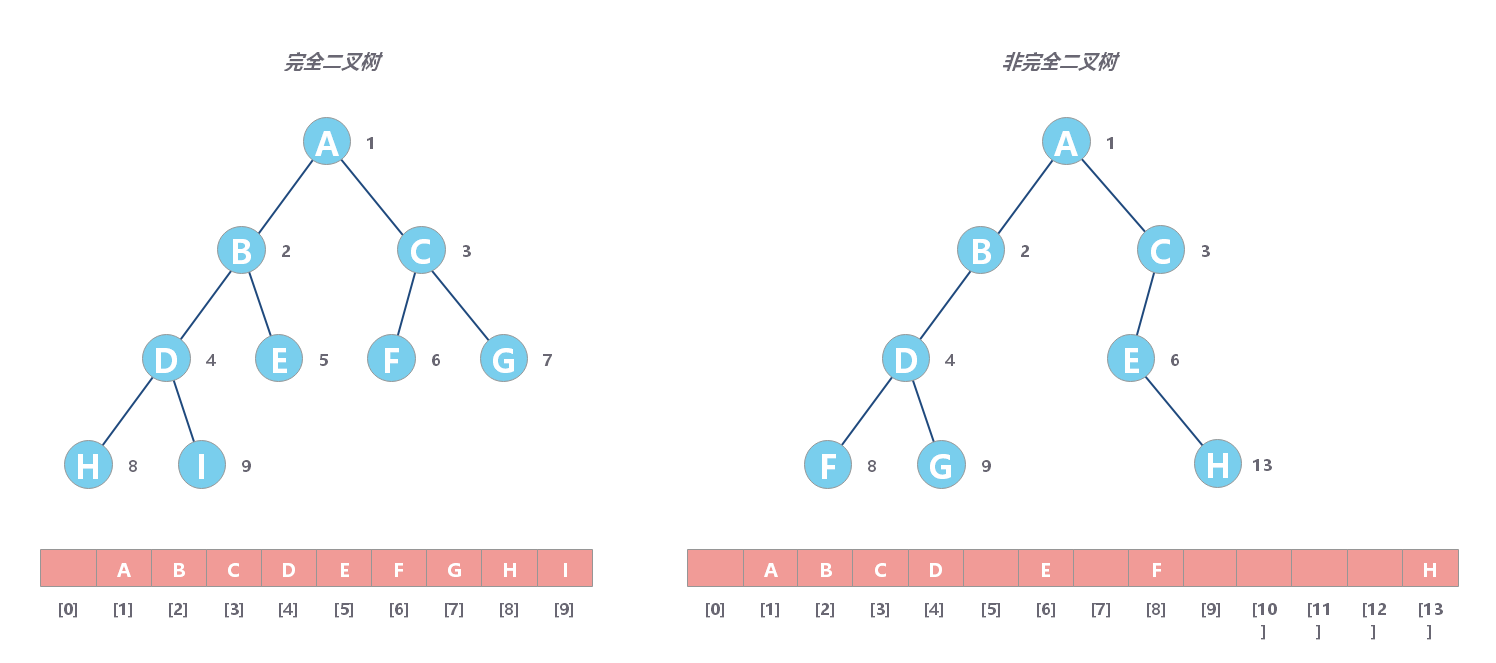 完全二叉树
非完全二叉树
A 1
A 1
B 2 C 3
B 2 C 3
D 4 E 5 F 6 G 7
D 4 E 6
H 8 I 9
F 8 G 9 H 13
A B C D E F G H I
A B C D E F H
[0] [1] [2] [3] [4] [5] [6] [7] [8] [9]
[0] [1] [2] [3] [4] [5] [6] [7] [8] [9] [10] [11] [12] [13]